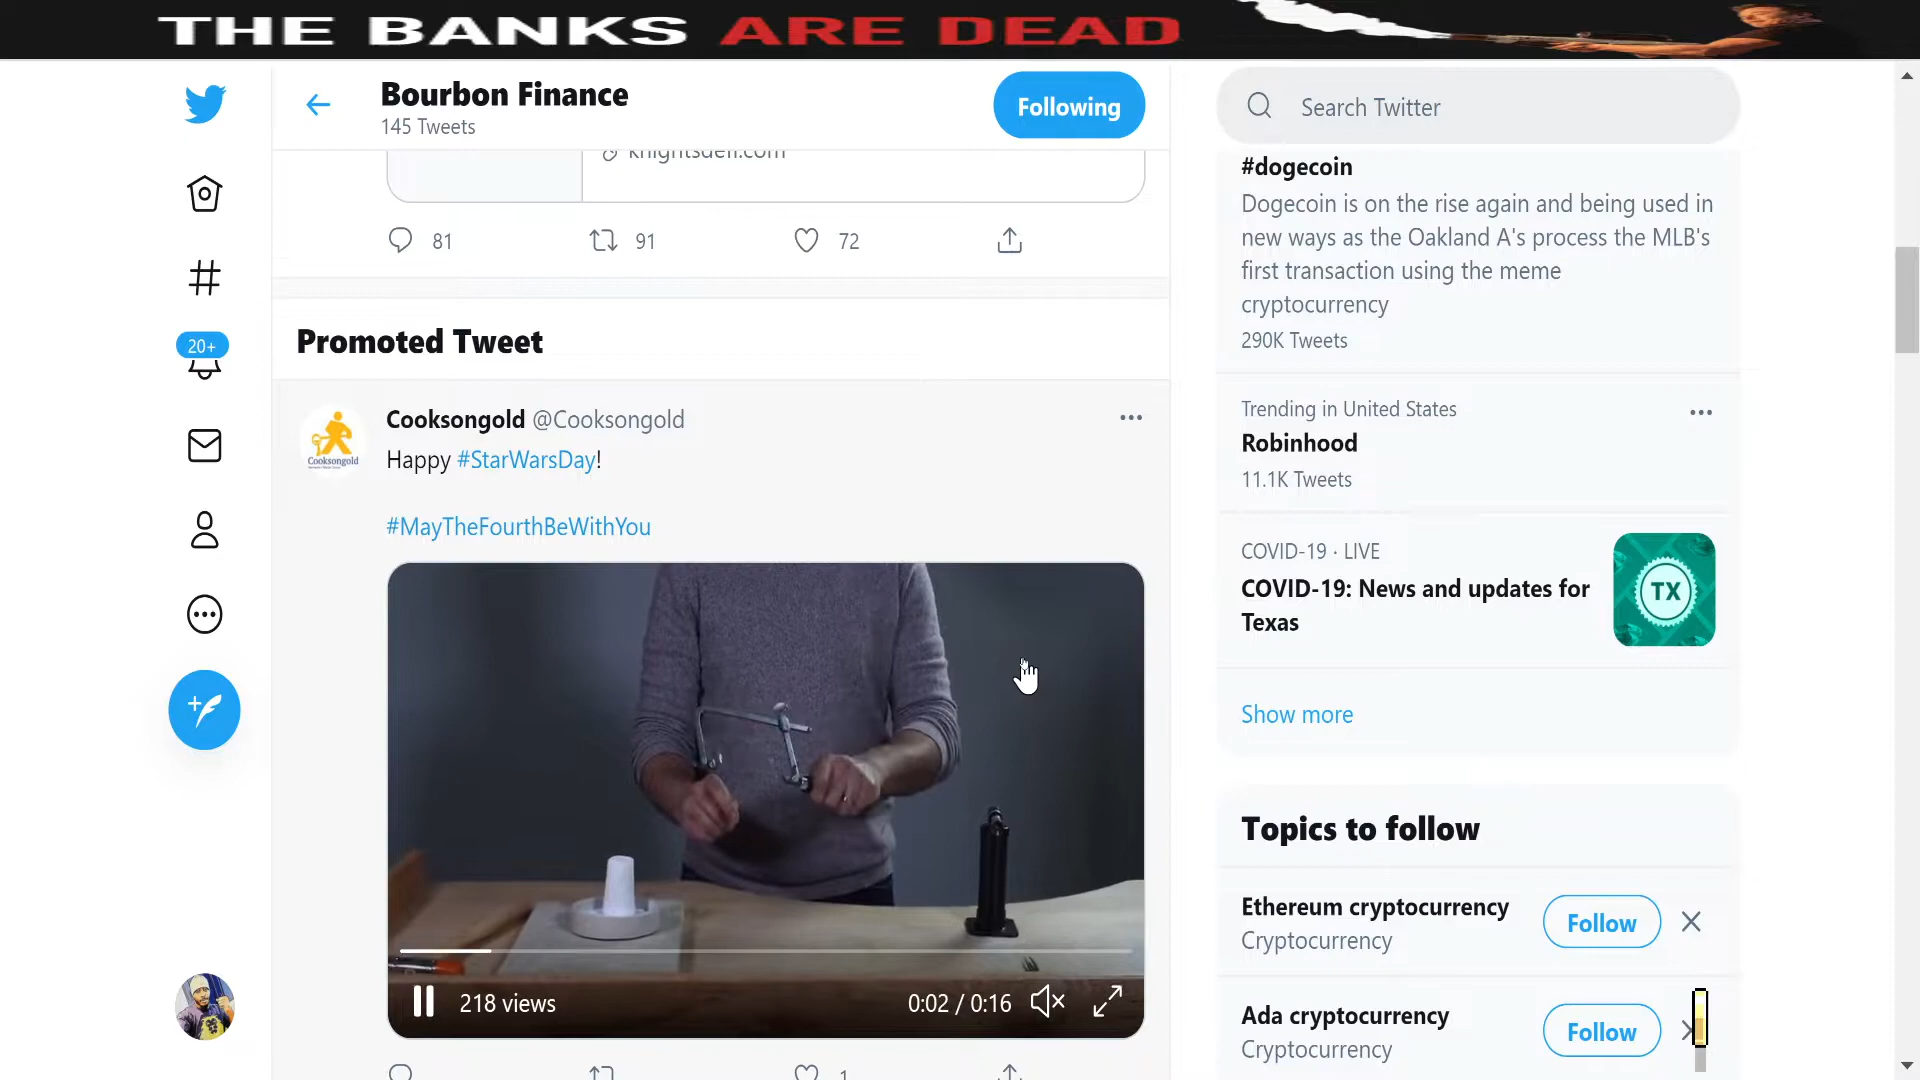 THE BANKS ARE DEAD
Bourbon Finance
145 Tweets
Following
Search Twitter
knightsdefi.com
81
91
72
Promoted Tweet
20+
Cooksongold @Cooksongold
Happy #StarWarsDay!
#MayTheFourthBeWithYou
Cooksongold
218 views
0:02 / 0:16
1
#dogecoin
Dogecoin is on the rise again and being used in
new ways as the Oakland A's process the MLB's
first transaction using the meme
cryptocurrency
290K Tweets
Trending in United States
Robinhood
11.1K Tweets
COVID-19 · LIVE
COVID-19: News and updates for
Texas
TX
Show more
Topics to follow
Ethereum cryptocurrency
Cryptocurrency
Follow
Ada cryptocurrency
Cryptocurrency
Follow